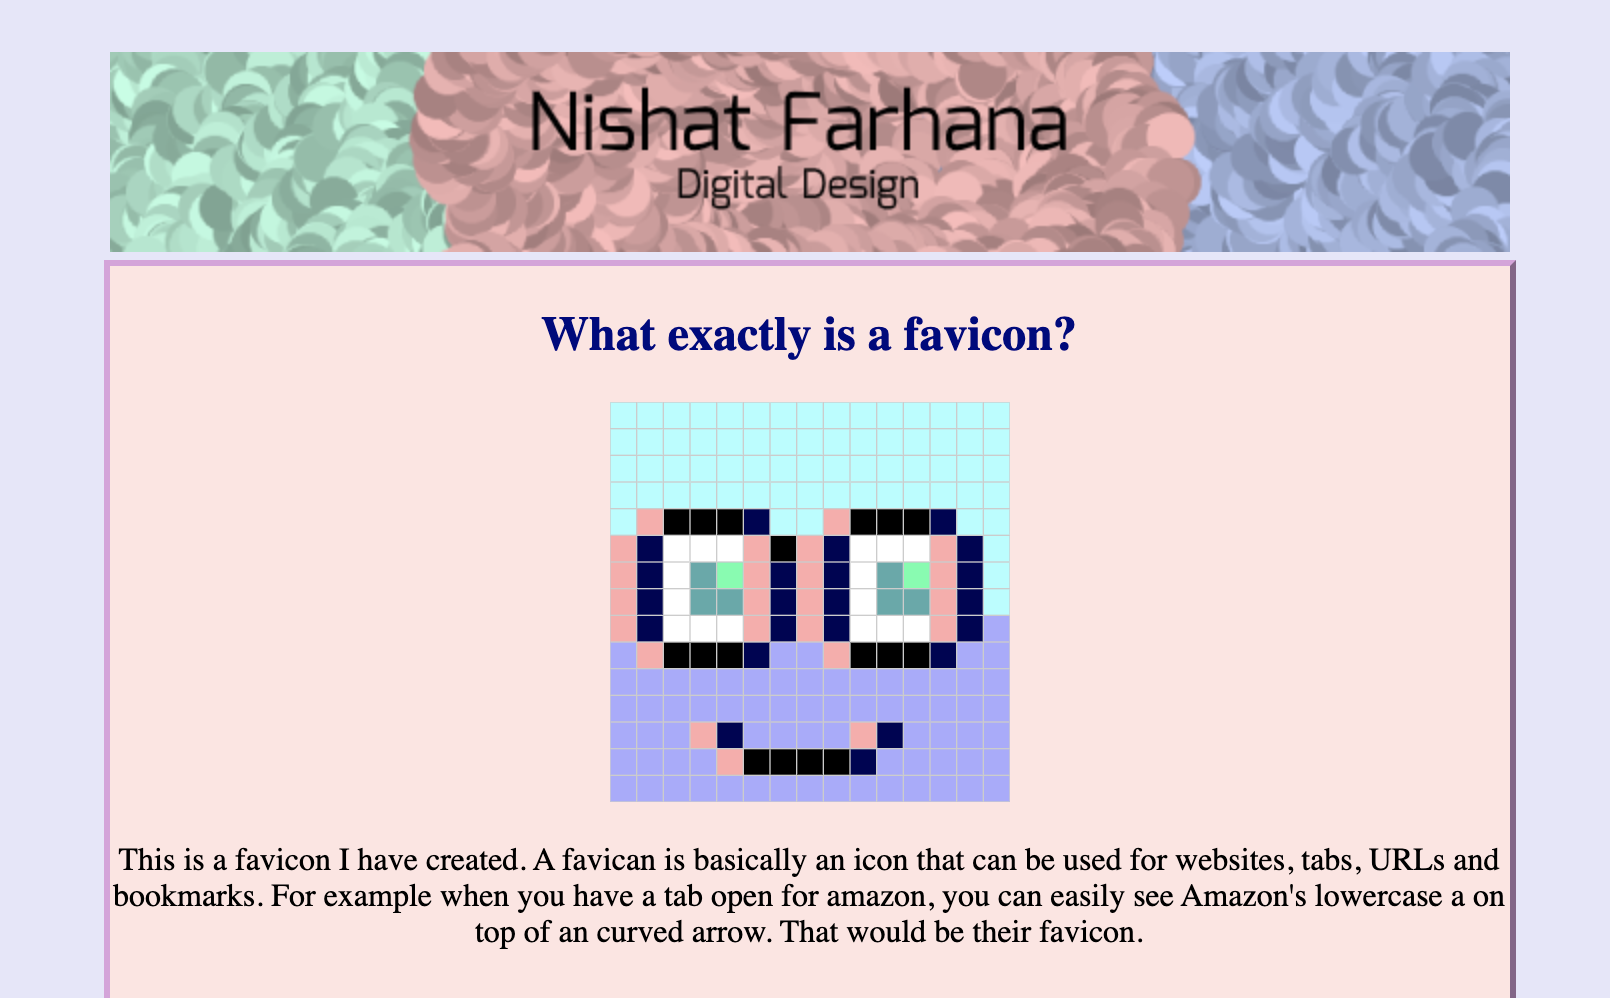 Nishat Farhana
Digital Design
What exactly is a favicon?
This is a favicon I have created. A favican is basically an icon that can be used for websites, tabs, URLs and
bookmarks. For example when you have a tab open for amazon, you can easily see Amazon's lowercase a on
top of an curved arrow. That would be their favicon.